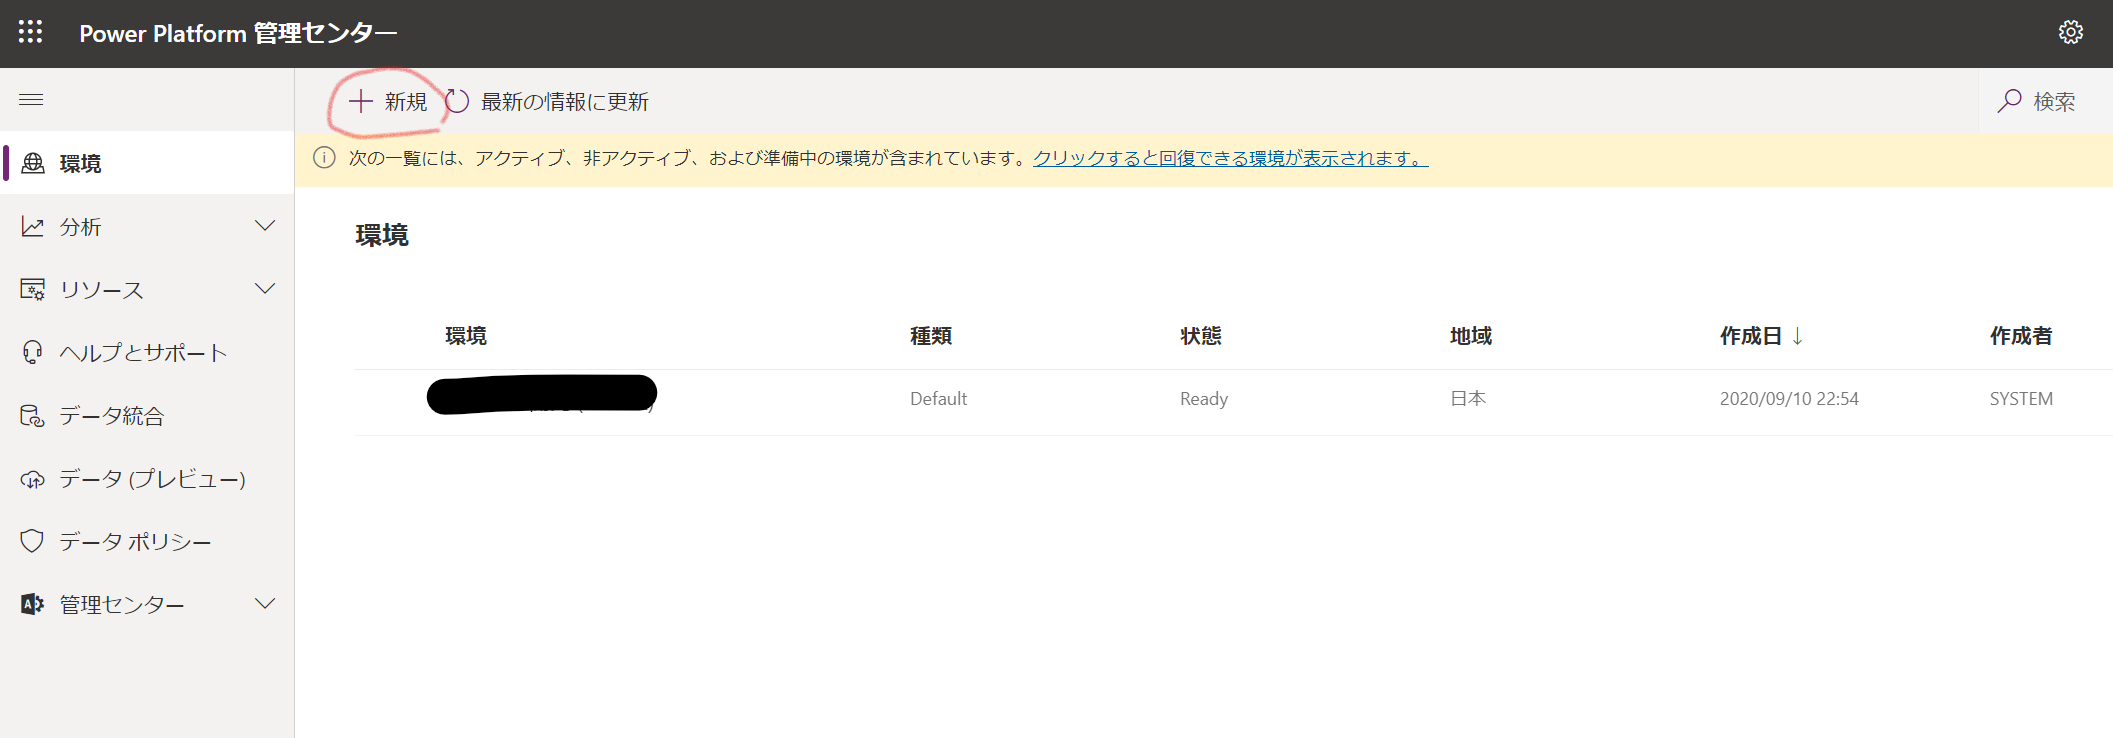 Power Platform 管理センター
+ 新規 最新の情報に更新 検索
次の一覧には、アクティブ、非アクティブ、および準備中の環境が含まれています。クリックすると回復できる環境が表示されます。
環境
分析
リソース
ヘルプとサポート
データ統合
データ (プレビュー)
データ ポリシー
管理センター
環境
環境 種類 状態 地域 作成日 ↓ 作成者
Default Ready 日本 2020/09/10 22:54 SYSTEM